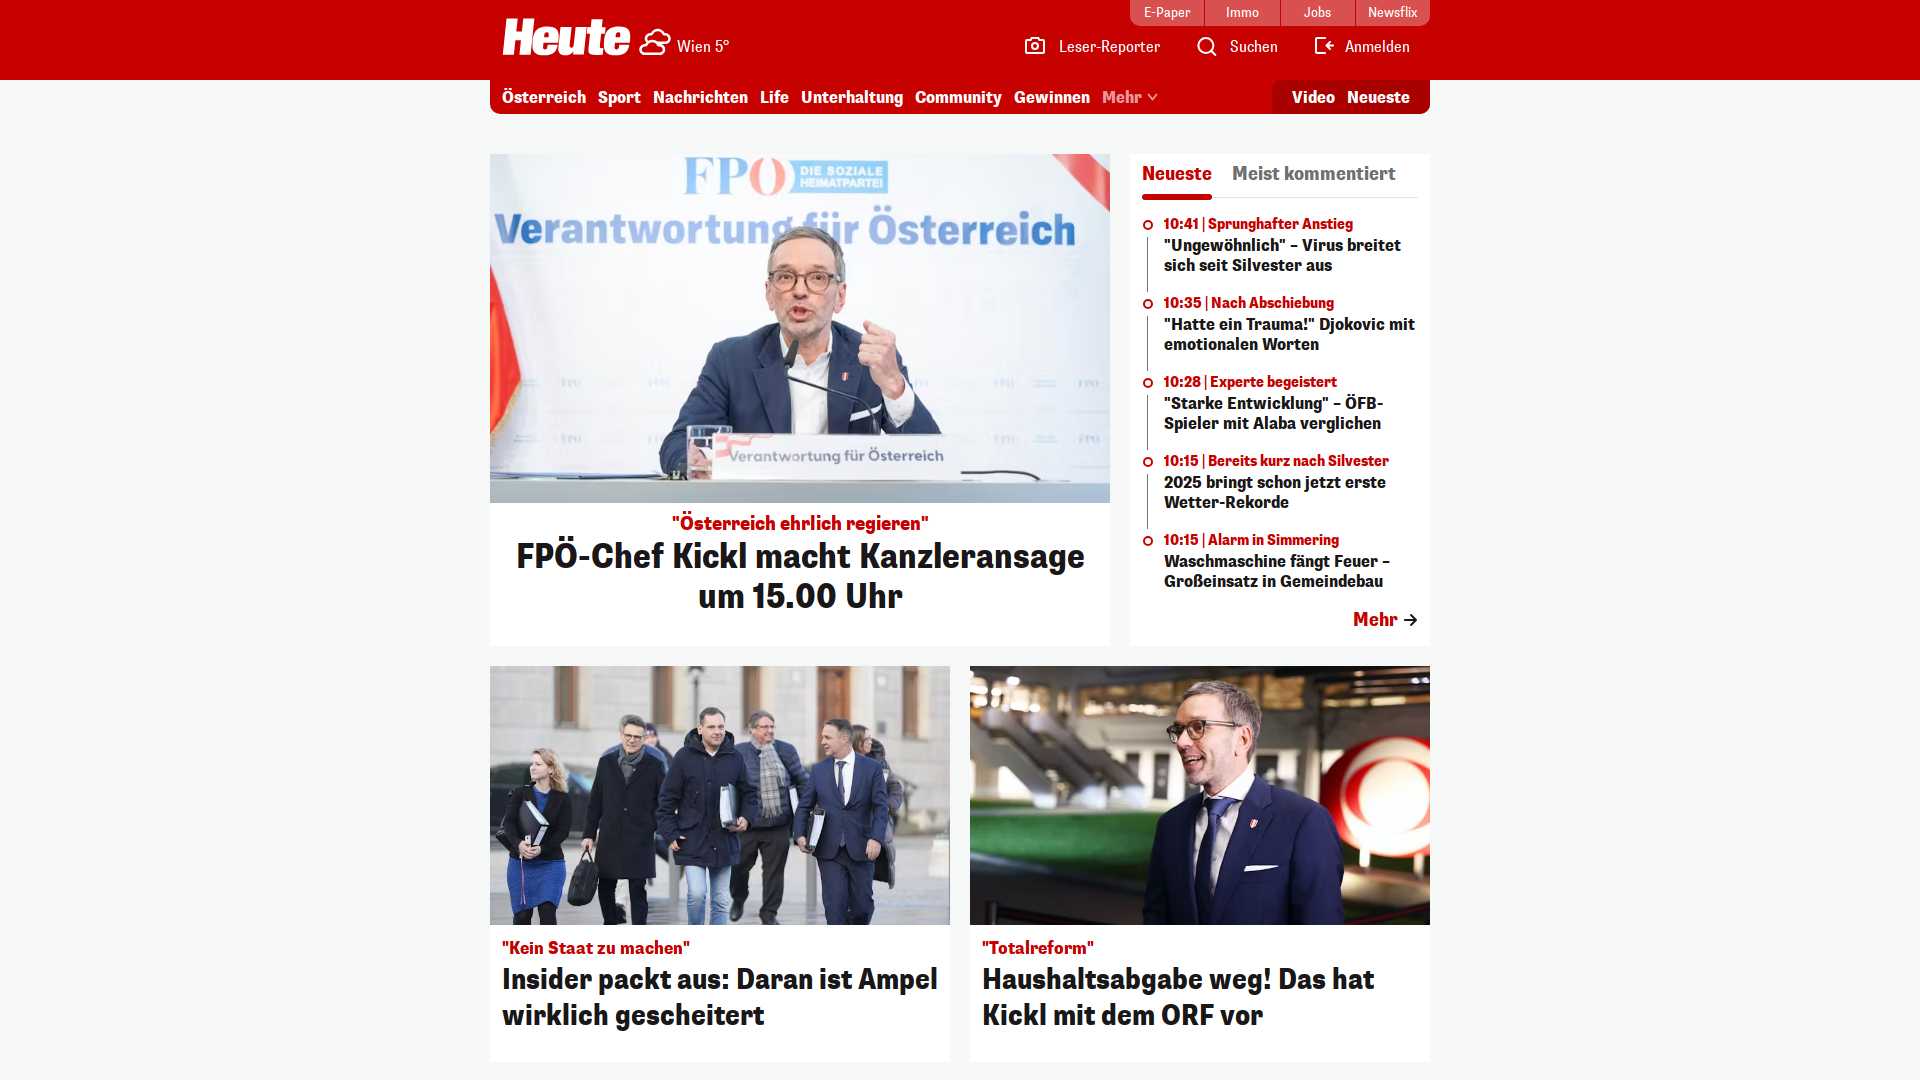 E-Paper
Immo
Jobs
Newsflix
Heute
Wien 5°
Leser-Reporter
Suchen
Anmelden
Österreich
Sport
Nachrichten
Life
Unterhaltung
Community
Gewinnen
Mehr
Video
Neueste
FPÖ DIE SOZIALE
HEIMATPARTEI
Verantwortung für Österreich
Verantwortung für Österreich
"Österreich ehrlich regieren"
FPÖ-Chef Kickl macht Kanzleransage
um 15.00 Uhr
Neueste
Meist kommentiert
10:41 | Sprunghafter Anstieg
"Ungewöhnlich" – Virus breitet
sich seit Silvester aus
10:35 | Nach Abschiebung
"Hatte ein Trauma!" Djokovic mit
emotionalen Worten
10:28 | Experte begeistert
"Starke Entwicklung" – ÖFB-
Spieler mit Alaba verglichen
10:15 | Bereits kurz nach Silvester
2025 bringt schon jetzt erste
Wetter-Rekorde
10:15 | Alarm in Simmering
Waschmaschine fängt Feuer –
Großeinsatz in Gemeindebau
Mehr
"Kein Staat zu machen"
Insider packt aus: Daran ist Ampel
wirklich gescheitert
"Totalreform"
Haushaltsabgabe weg! Das hat
Kickl mit dem ORF vor